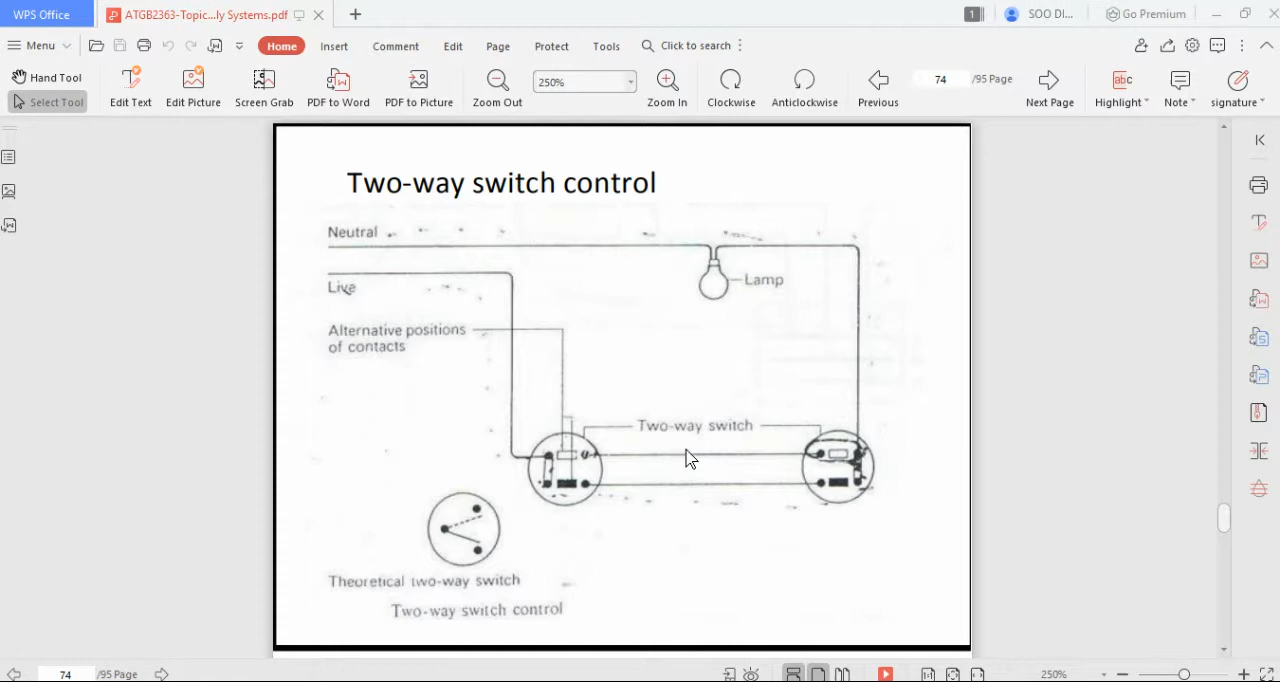 WPS Office
ATGB2363-Topic...ly Systems.pdf
1
SOO DI...
Go Premium
Menu
Home
Insert
Comment
Edit
Page
Protect
Tools
Click to search
Hand Tool
Select Tool
Edit Text
Edit Picture
Screen Grab
PDF to Word
PDF to Picture
Zoom Out
250%
Zoom In
Clockwise
Anticlockwise
Previous
74
/95 Page
Next Page
Highlight
Note
signature
Two-way switch control
Neutral
Live
Lamp
Alternative positions
of contacts
Two-way switch
Theoretical two-way switch
Two-way switch control
74
/95 Page
250%